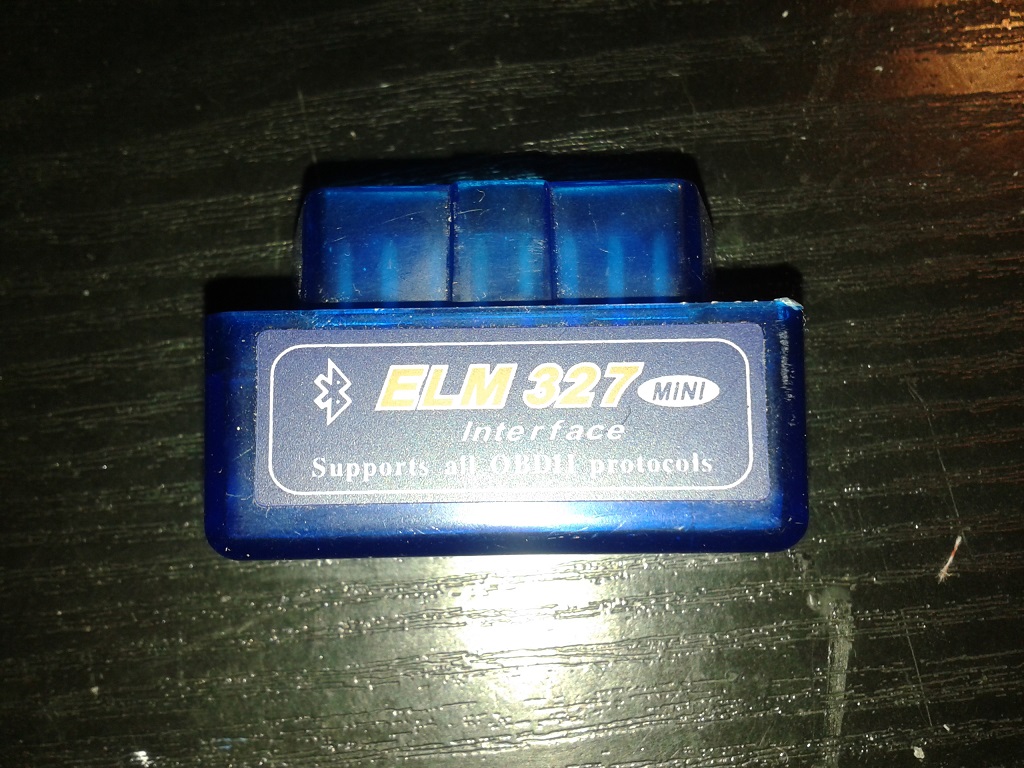 ELM 327 MINI
Interface
Supports all OBDII protocols